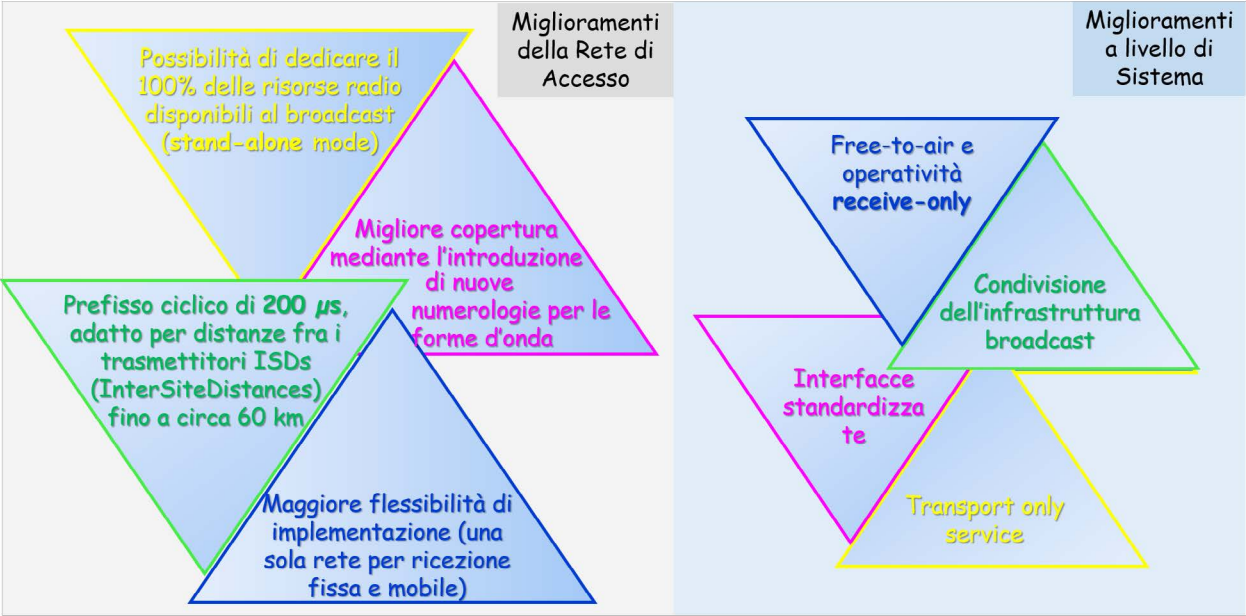 Miglioramenti
della Rete di
Accesso
Possibilità di dedicare il
100% delle risorse radio
disponibili al broadcast
(stand-alone mode)
Migliore copertura
mediante l'introduzione
di nuove
numerologie per le
forme d'onda
Prefisso ciclico di 200 µs,
adatto per distanze fra i
trasmettitori ISDs
(InterSiteDistances)
fino a circa 60 km
Maggiore flessibilità di
implementazione (una
sola rete per ricezione
fissa e mobile)
Miglioramenti
a livello di
Sistema
Free-to-air e
operatività
receive-only
Condivisione
dell'infrastruttura
broadcast
Interfacce
standardizza
te
Transport only
service